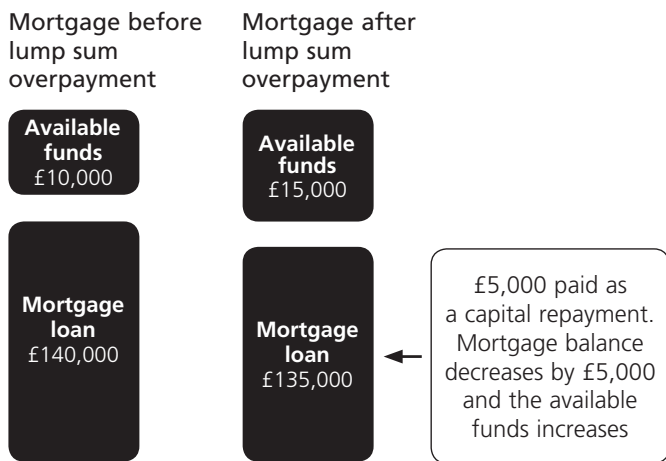 Mortgage before
lump sum
overpayment
Mortgage after
lump sum
overpayment
Available
funds
£10,000
Available
funds
£15,000
Mortgage
loan
£140,000
Mortgage
loan
£135,000
£5,000 paid as
a capital repayment.
Mortgage balance
decreases by £5,000
and the available
funds increases